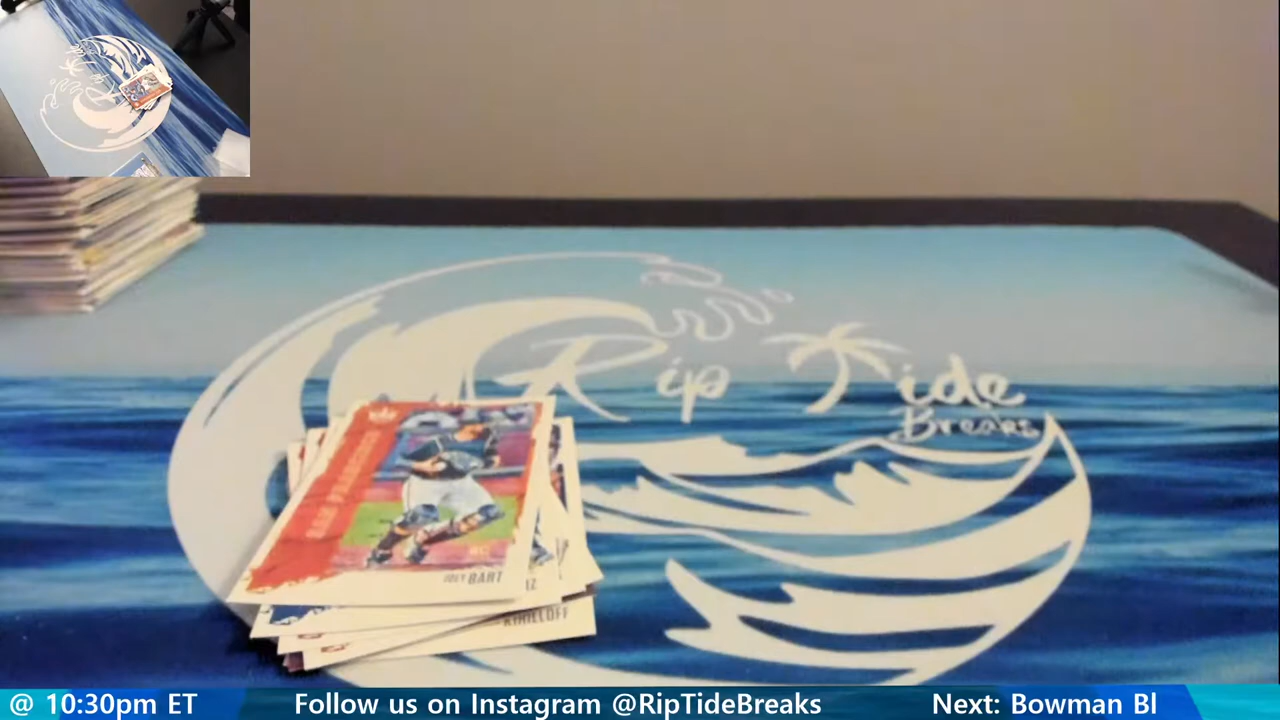 Rip Tide
Breaks
SAN FRANCISCO
RC
JOEY BART
KIRILLOFF
@ 10:30pm ET Follow us on Instagram @RipTideBreaks Next: Bowman Bl